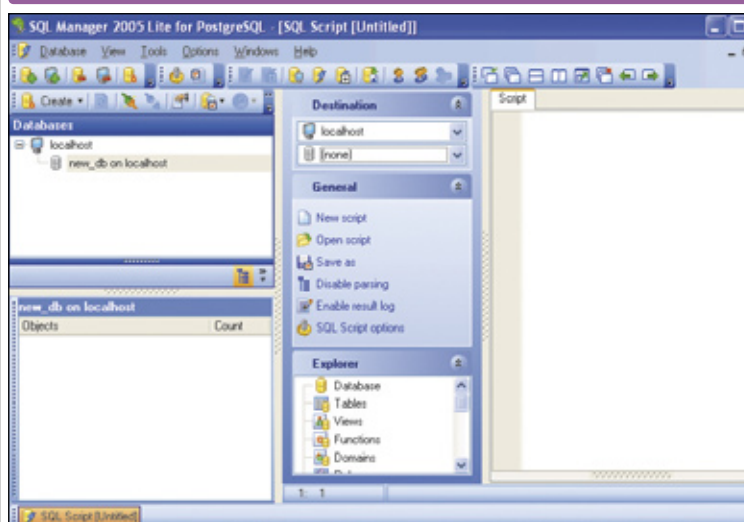 SQL Manager 2005 Lite for PostgreSQL - [SQL Script [Untitled]]
Database View Tools Options Windows Help
Create
Databases
localhost
new_db on localhost
new_db on localhost
Objects Count
Destination
localhost
[none]
General
New script
Open script
Save as
Disable parsing
Enable result log
SQL Script options
Explorer
Database
Tables
Views
Functions
Domains
Script
1: 1
SQL Script [Untitled]